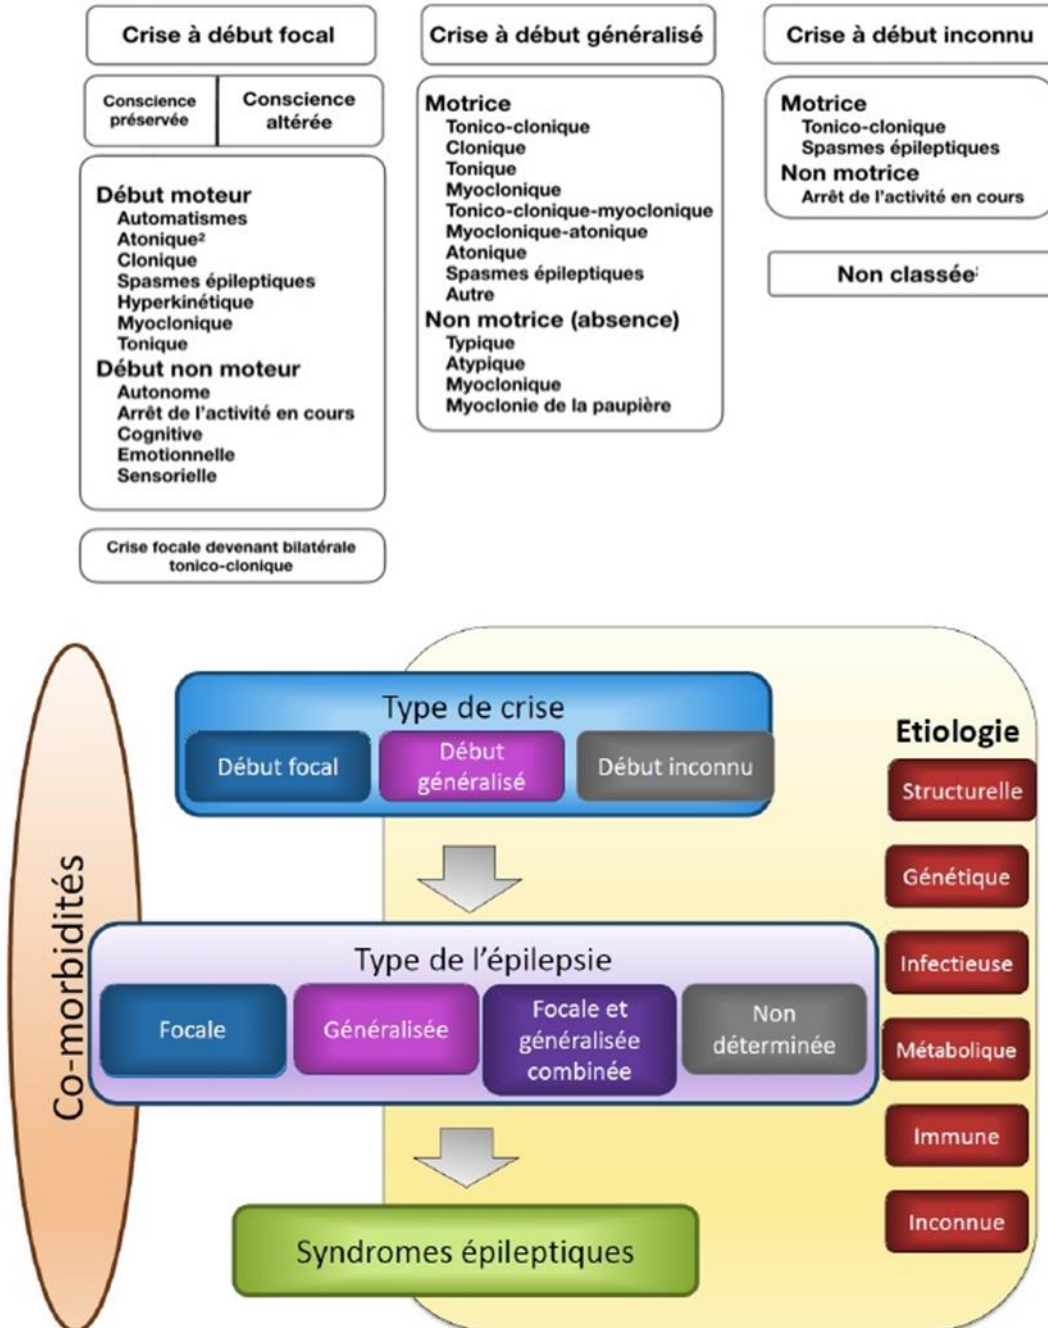 Crise à début focal
Conscience
préservée
Conscience
altérée
Début moteur
Automatismes
Atonique²
Clonique
Spasmes épileptiques
Hyperkinétique
Myoclonique
Tonique
Début non moteur
Autonome
Arrêt de l'activité en cours
Cognitive
Emotionnelle
Sensorielle
Crise focale devenant bilatérale
tonico-clonique
Crise à début généralisé
Motrice
Tonico-clonique
Clonique
Tonique
Myoclonique
Tonico-clonique-myoclonique
Myoclonique-atonique
Atonique
Spasmes épileptiques
Autre
Non motrice (absence)
Typique
Atypique
Myoclonique
Myoclonie de la paupière
Crise à début inconnu
Motrice
Tonico-clonique
Spasmes épileptiques
Non motrice
Arrêt de l'activité en cours
Non classée
Co-morbidités
Type de crise
Début focal
Début
généralisé
Début inconnu
Type de l'épilepsie
Focale
Généralisée
Focale et
généralisée
combinée
Non
déterminée
Syndromes épileptiques
Etiologie
Structurelle
Génétique
Infectieuse
Métabolique
Immune
Inconnue